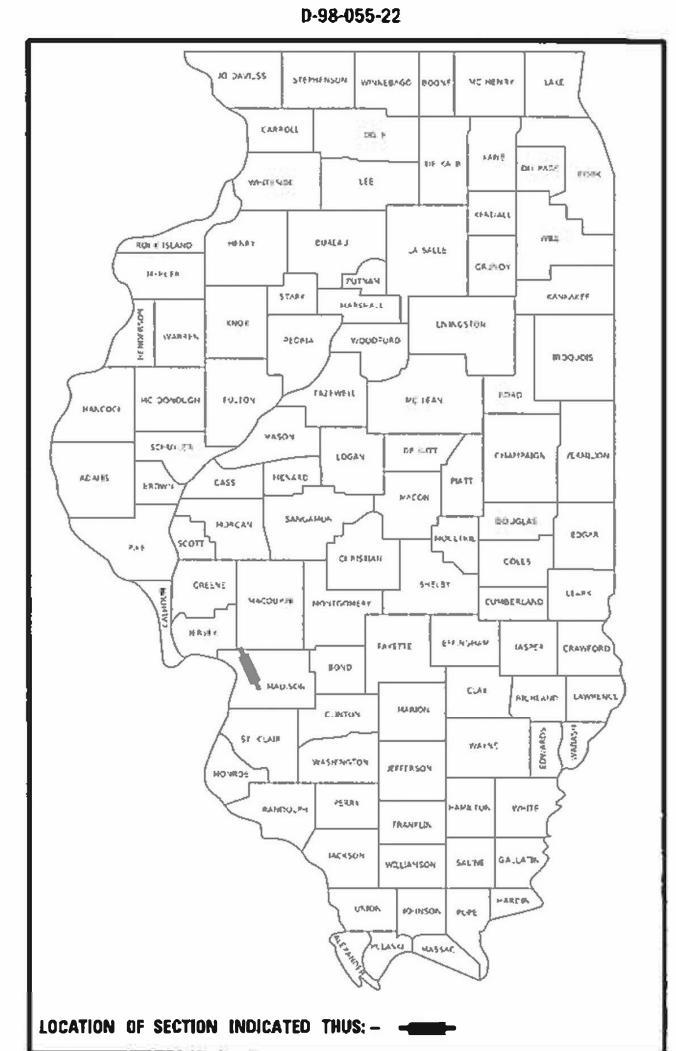 D-98-055-22
JO DAVIESS STEPHENSON WINNEBAGO BOONE MC HENRY LAKE
CARROLL OGLE
DE KALB KANE DU PAGE COOK
WHITESIDE LEE
KENDALL
ROCK ISLAND HENRY BUREAU LA SALLE WILL
MERCER PUTNAM GRUNDY
STARK MARSHALL KANKAKEE
HENDERSON WARREN KNOX PEORIA WOODFORD LIVINGSTON IROQUOIS
HANCOCK MC DONOUGH FULTON TAZEWELL MC LEAN FORD
MASON
SCHUYLER LOGAN DE WITT CHAMPAIGN VERMILION
ADAMS BROWN CASS MENARD PIATT
MACON
MORGAN SANGAMON DOUGLAS
PIKE SCOTT MOULTRIE EDGAR
CHRISTIAN COLES
GREENE MACOUPIN MONTGOMERY SHELBY CUMBERLAND CLARK
CALHOUN JERSEY
FAYETTE EFFINGHAM JASPER CRAWFORD
BOND
MADISON CLAY RICHLAND LAWRENCE
CLINTON MARION
ST. CLAIR WAYNE EDWARDS WABASH
MONROE WASHINGTON JEFFERSON
RANDOLPH PERRY HAMILTON WHITE
FRANKLIN
JACKSON WILLIAMSON SALINE GALLATIN
UNION JOHNSON POPE HARDIN
ALEXANDER PULASKI MASSAC
LOCATION OF SECTION INDICATED THUS: -